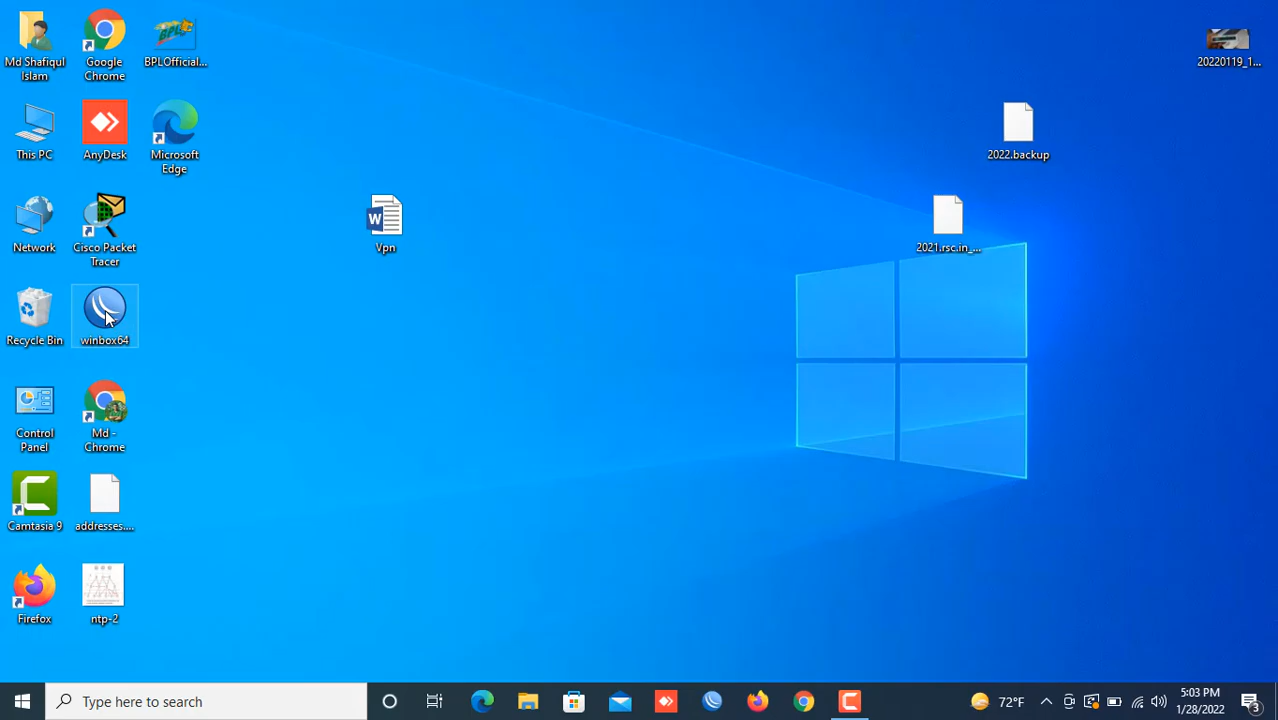 Md Shafiqul
Islam
Google
Chrome
BPLOfficial...
20220119_1...
This PC
AnyDesk
Microsoft
Edge
2022.backup
Network
Cisco Packet
Tracer
Vpn
2021.rsc.in_...
Recycle Bin
winbox64
Control
Panel
Md -
Chrome
Camtasia 9
addresses....
Firefox
ntp-2
Type here to search
72°F
5:03 PM
1/28/2022
3